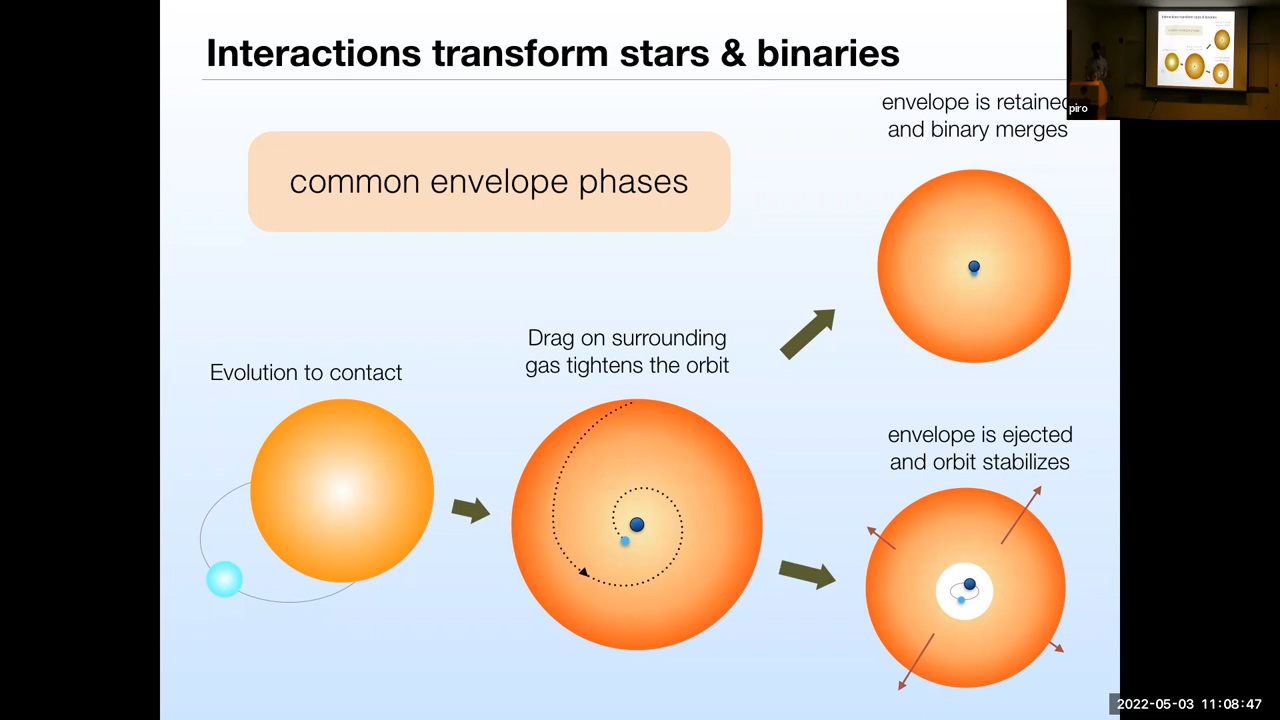 Interactions transform stars & binaries
common envelope phases
envelope is retained
and binary merges
piro
Drag on surrounding
gas tightens the orbit
Evolution to contact
envelope is ejected
and orbit stabilizes
2022-05-03 11:08:47